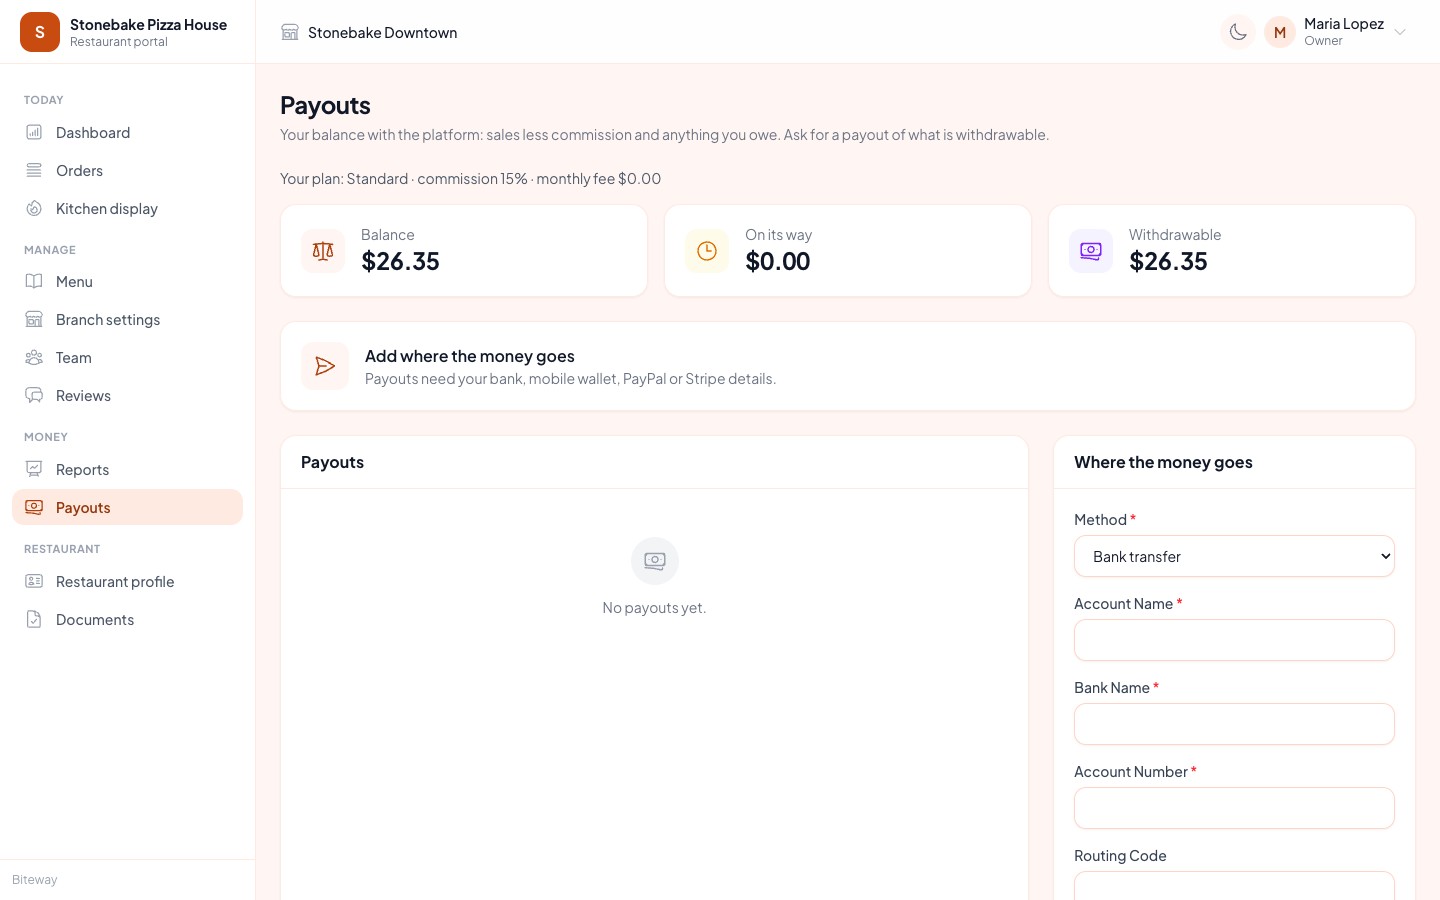 S
Stonebake Pizza House
Restaurant portal
Stonebake Downtown
M
Maria Lopez
Owner
TODAY
Dashboard
Orders
Kitchen display
MANAGE
Menu
Branch settings
Team
Reviews
MONEY
Reports
Payouts
RESTAURANT
Restaurant profile
Documents
Biteway
Payouts
Your balance with the platform: sales less commission and anything you owe. Ask for a payout of what is withdrawable.
Your plan: Standard · commission 15% · monthly fee $0.00
Balance
$26.35
On its way
$0.00
Withdrawable
$26.35
Add where the money goes
Payouts need your bank, mobile wallet, PayPal or Stripe details.
Payouts
No payouts yet.
Where the money goes
Method *
Bank transfer
Account Name *
Bank Name *
Account Number *
Routing Code